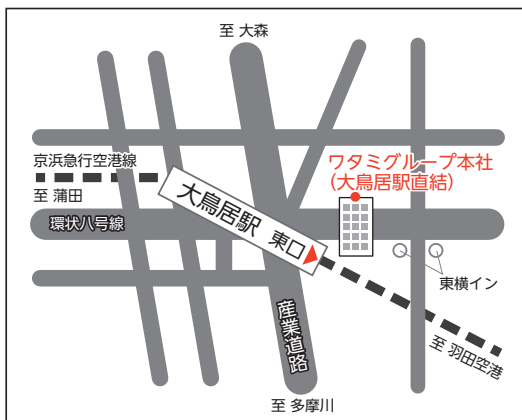 至 大森
京浜急行空港線
至 蒲田
ワタミグループ本社
(大鳥居駅直結)
大鳥居駅 東口
環状八号線
東横イン
産業道路
至 羽田空港
至 多摩川